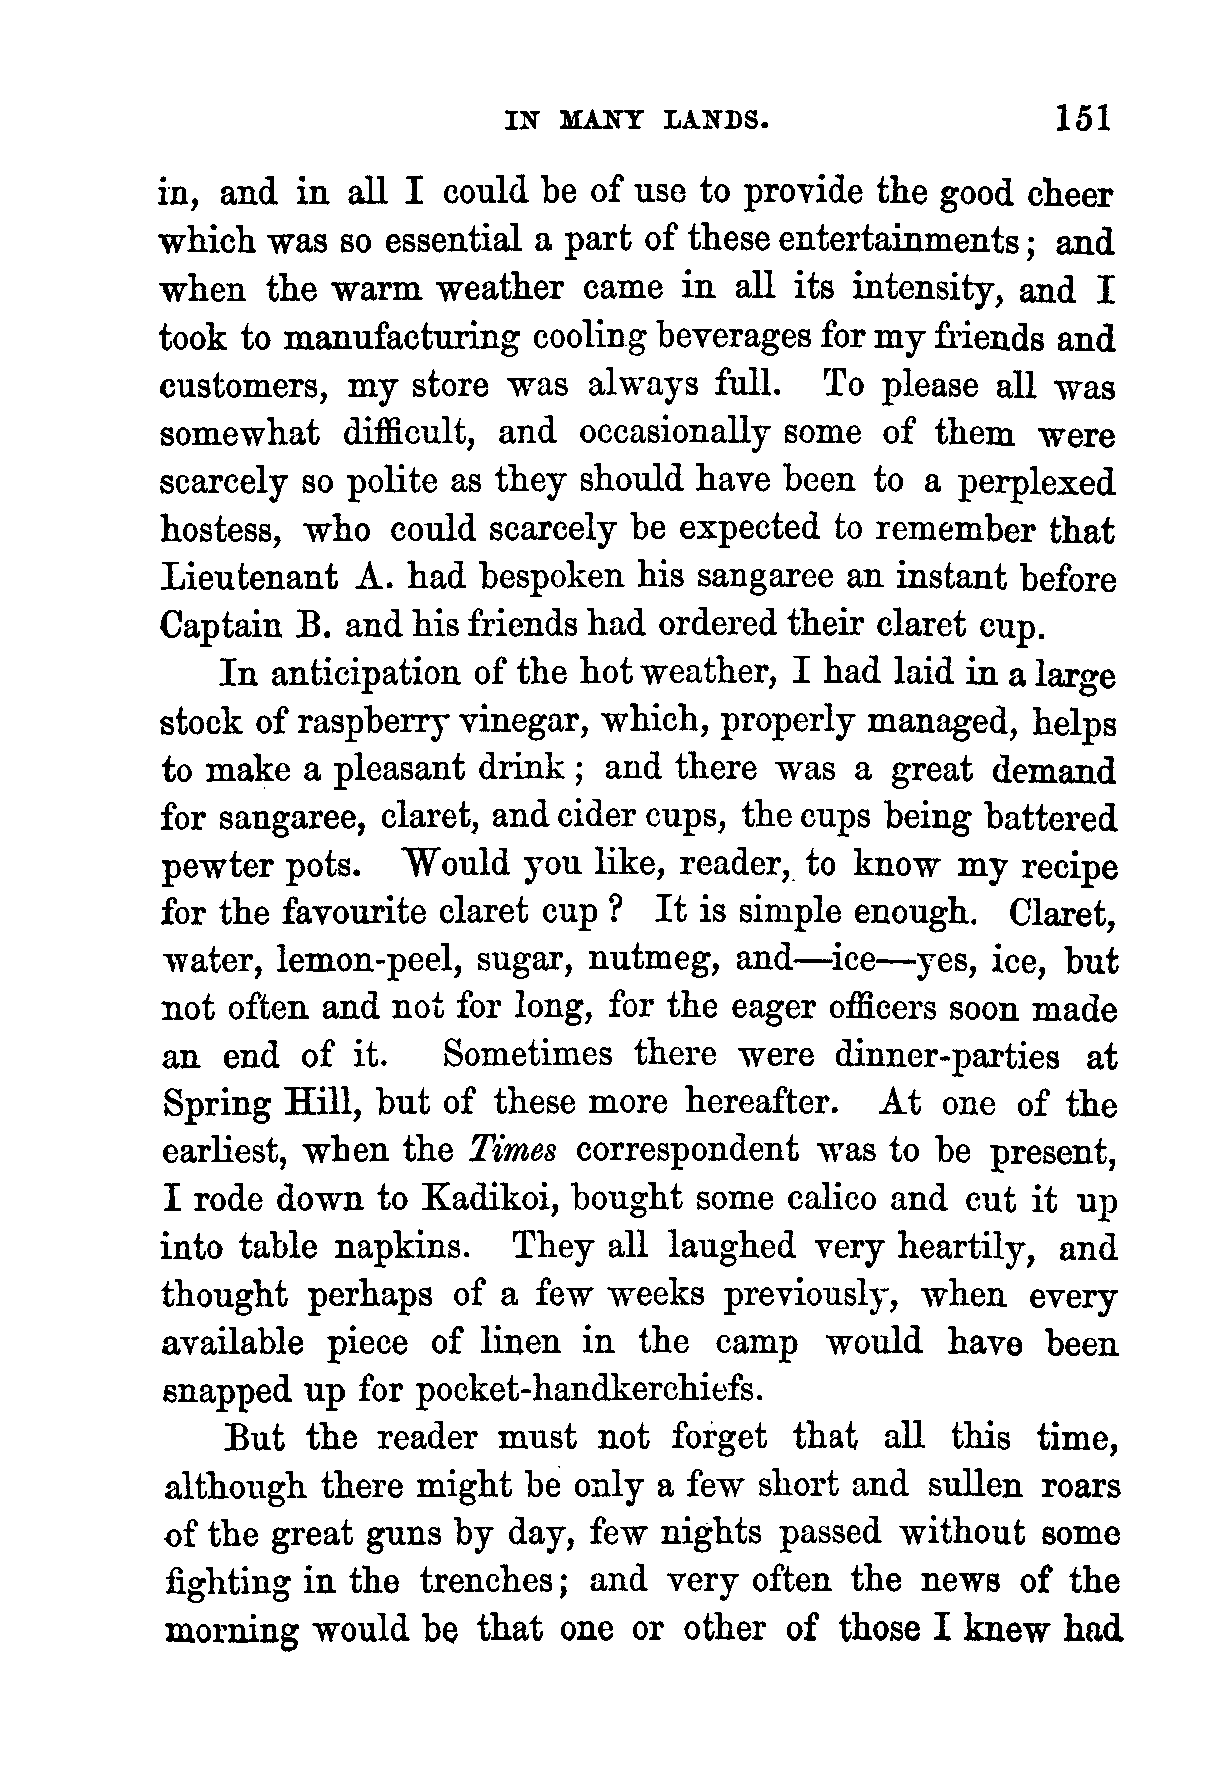 IN MANY LANDS. 151
in, and in all I could be of use to provide the good cheer
which was so essential a part of these entertainments; and
when the warm weather came in all its intensity, and I
took to manufacturing cooling beverages for my friends and
customers, my store was always full. To please all was
somewhat difficult, and occasionally some of them were
scarcely so polite as they should have been to a perplexed
hostess, who could scarcely be expected to remember that
Lieutenant A. had bespoken his sangaree an instant before
Captain B. and his friends had ordered their claret cup.
In anticipation of the hot weather, I had laid in a large
stock of raspberry vinegar, which, properly managed, helps
to make a pleasant drink; and there was a great demand
for sangaree, claret, and cider cups, the cups being battered
pewter pots. Would you like, reader, to know my recipe
for the favourite claret cup? It is simple enough. Claret,
water, lemon-peel, sugar, nutmeg, and—ice—yes, ice, but
not often and not for long, for the eager officers soon made
an end of it. Sometimes there were dinner-parties at
Spring Hill, but of these more hereafter. At one of the
earliest, when the Times correspondent was to be present,
I rode down to Kadikoi, bought some calico and cut it up
into table napkins. They all laughed very heartily, and
thought perhaps of a few weeks previously, when every
available piece of linen in the camp would have been
snapped up for pocket-handkerchiefs.
But the reader must not forget that all this time,
although there might be only a few short and sullen roars
of the great guns by day, few nights passed without some
fighting in the trenches; and very often the news of the
morning would be that one or other of those I knew had